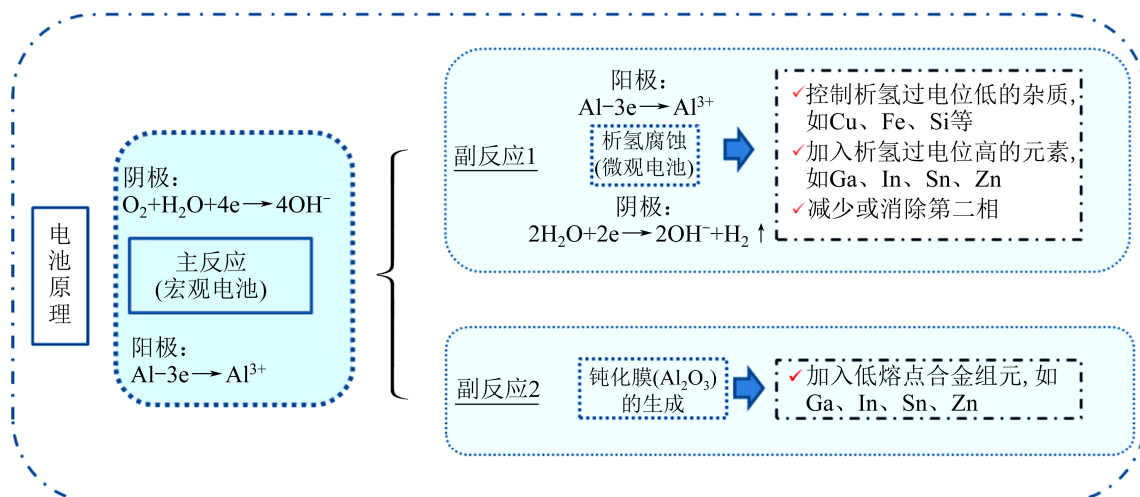 电池原理
阴极：
O₂+H₂O+4e⟶4OH⁻
主反应
(宏观电池)
阳极：
Al−3e⟶Al³⁺
副反应1
阳极：
Al−3e⟶Al³⁺
析氢腐蚀
(微观电池)
阴极：
2H₂O+2e⟶2OH⁻+H₂↑
✓控制析氢过电位低的杂质,
如Cu、Fe、Si等
✓加入析氢过电位高的元素,
如Ga、In、Sn、Zn
✓减少或消除第二相
副反应2
钝化膜(Al₂O₃)
的生成
✓加入低熔点合金组元, 如
Ga、In、Sn、Zn